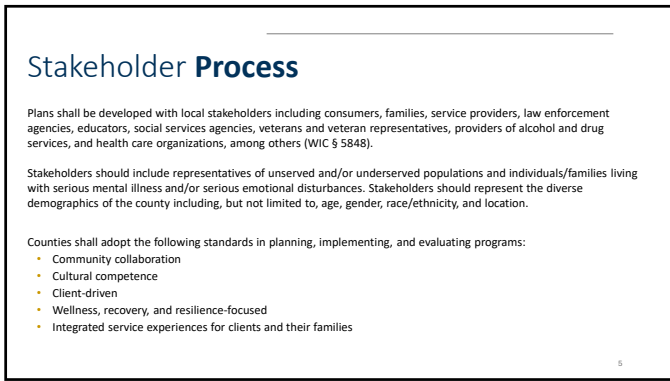 Stakeholder Process
Plans shall be developed with local stakeholders including consumers, families, service providers, law enforcement
agencies, educators, social services agencies, veterans and veteran representatives, providers of alcohol and drug
services, and health care organizations, among others (WIC § 5848).
Stakeholders should include representatives of unserved and/or underserved populations and individuals/families living
with serious mental illness and/or serious emotional disturbances. Stakeholders should represent the diverse
demographics of the county including, but not limited to, age, gender, race/ethnicity, and location.
Counties shall adopt the following standards in planning, implementing, and evaluating programs:
▪ Community collaboration
▪ Cultural competence
▪ Client-driven
▪ Wellness, recovery, and resilience-focused
▪ Integrated service experiences for clients and their families
5